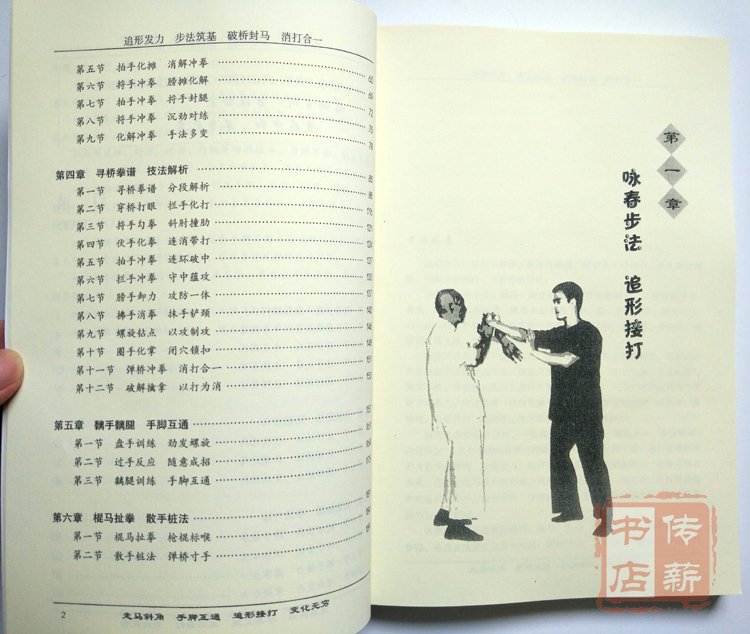 追形发力 步法筑基 破桥封马 消打合一
第五节 拍手化摊 消解冲拳
第六节 捋手冲拳 膀摊化解 69
第七节 拍手冲拳 捋手封腿 72
第八节 捋手冲拳 沉劲对练 75
第九节 化解冲拳 手法多变 78
第四章 寻桥拳谱 技法解析
第一节 寻桥拳谱 分段解析
第二节 穿桥打眼 拦手化打
第三节 捋手勾拳 斜肘撞肋 121
第四节 伏手化拳 连消带打
第五节 拍手冲拳 连环破中
第六节 拦手冲拳 守中蕴攻
第七节 膀手卸力 攻防一体
第八节 拂手消拳 抹手铲颈
第九节 螺旋钻点 以攻制攻
第十节 圈手化掌 闭穴锁扣
第十一节 弹桥冲拳 消打合一
第十二节 破解擒拿 以打为消
第五章 黐手黐腿 手脚互通
第一节 盘手训练 劲发螺旋
第二节 过手反应 随意成招
第三节 黐腿训练 手脚互通
第六章 棍马扯拳 散手桩法
第一节 棍马扯拳 枪棍标喉
第二节 散手桩法 弹桥寸手
2
走马斜角 手脚互通 追形接打 变化无穷
第一章
咏春步法 追形接打
传薪书店